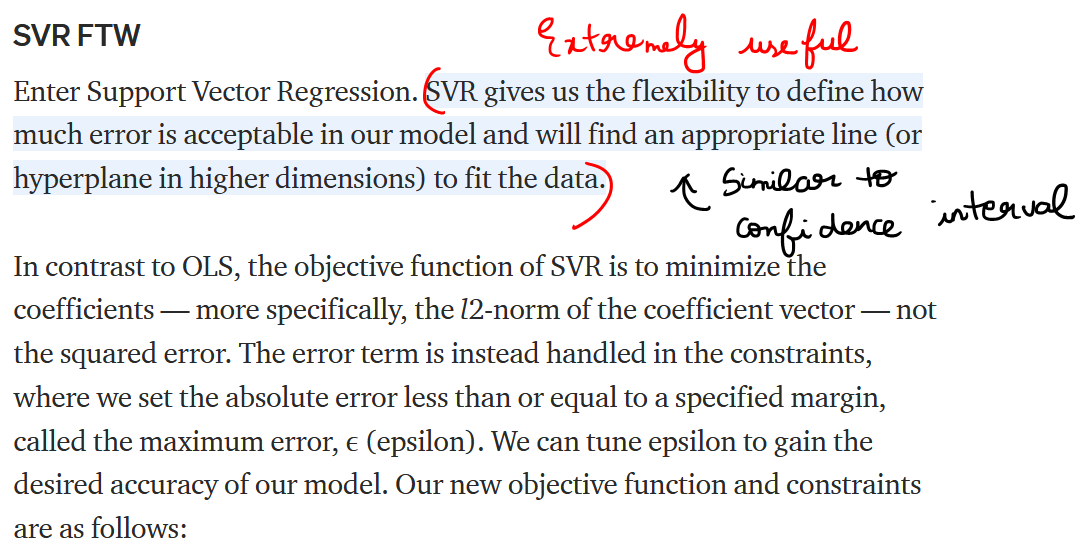 SVR FTW
Extremely useful
Enter Support Vector Regression. SVR gives us the flexibility to define how
much error is acceptable in our model and will find an appropriate line (or
hyperplane in higher dimensions) to fit the data.
Similar to
confidence interval
In contrast to OLS, the objective function of SVR is to minimize the
coefficients — more specifically, the l2-norm of the coefficient vector — not
the squared error. The error term is instead handled in the constraints,
where we set the absolute error less than or equal to a specified margin,
called the maximum error, ϵ (epsilon). We can tune epsilon to gain the
desired accuracy of our model. Our new objective function and constraints
are as follows: